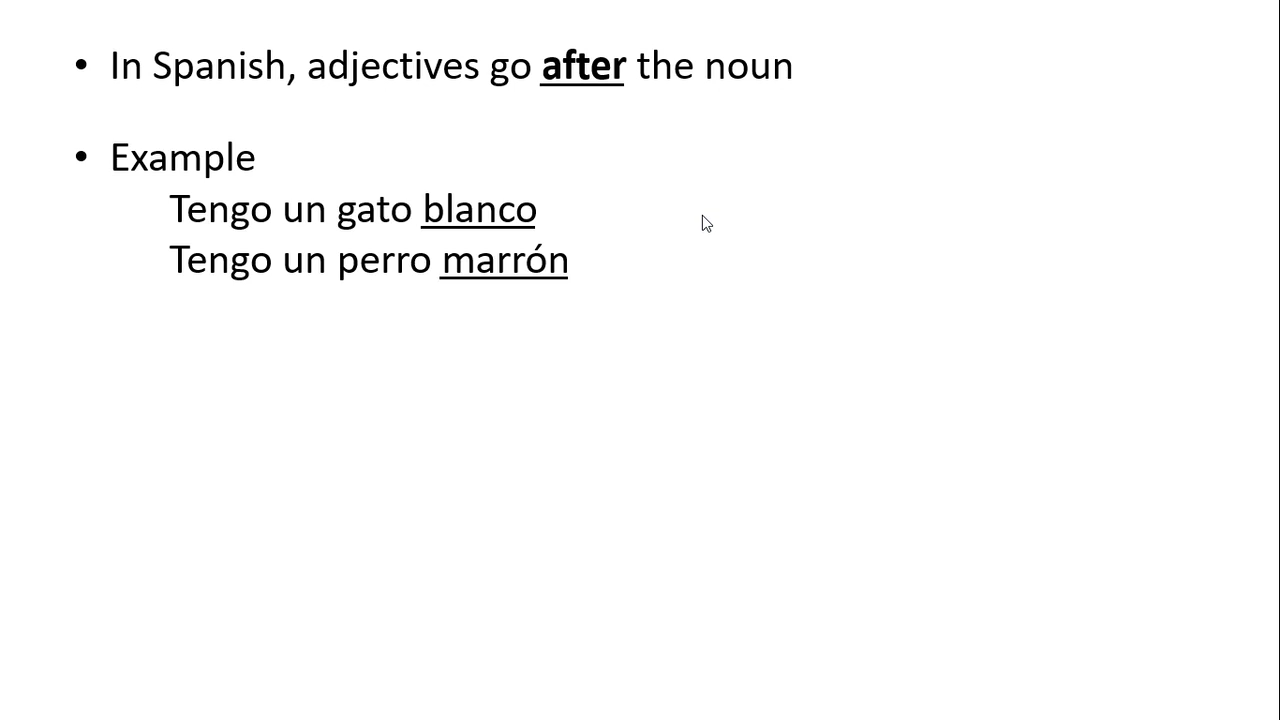 • In Spanish, adjectives go after the noun
• Example
Tengo un gato blanco
Tengo un perro marrón